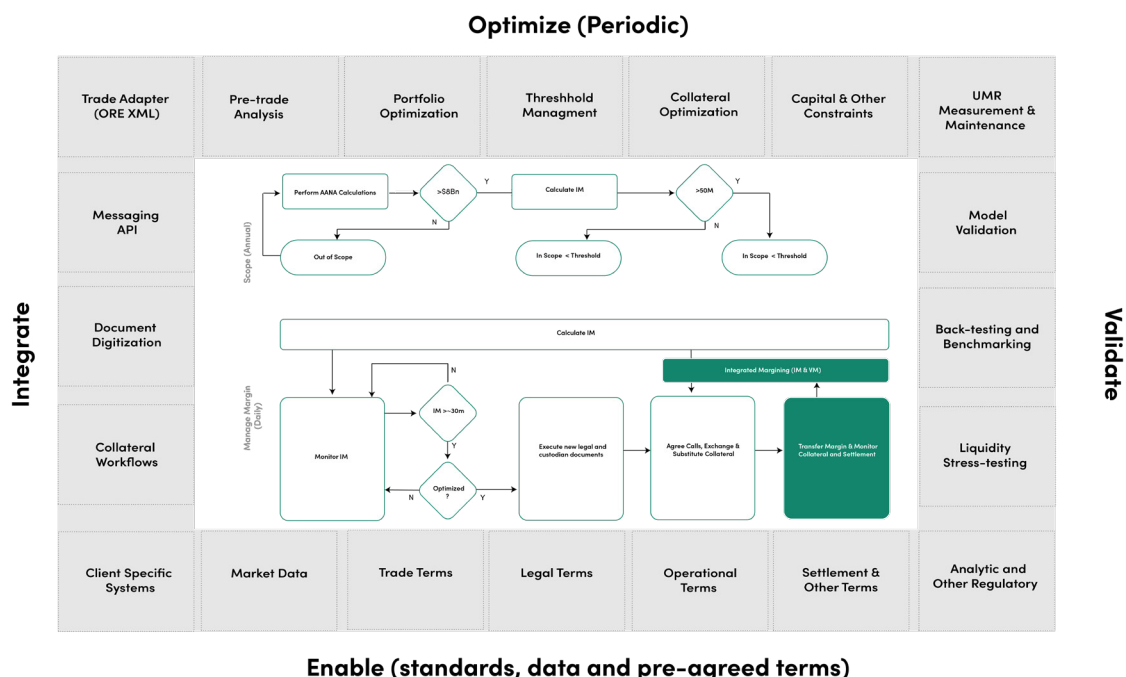 Optimize (Periodic)
Trade Adapter
(ORE XML)
Pre-trade
Analysis
Portfolio
Optimization
Threshhold
Managment
Collateral
Optimization
Capital & Other
Constraints
UMR
Measurement &
Maintenance
Integrate
Messaging
API
Document
Digitization
Collateral
Workflows
Scope (Annual)
Perform AANA Calculations
>S8Bn
Y
N
Calculate IM
>50M
Y
N
Out of Scope
In Scope < Threshold
In Scope < Threshold
Manage Margin
(Daily)
Calculate IM
Integrated Margining (IM & VM)
N
IM >~30m
Y
Monitor IM
Optimized
?
N
Y
Execute new legal and
custodian documents
Agree Calls, Exchange &
Substitute Collateral
Transfer Margin & Monitor
Collateral and Settlement
Model
Validation
Back-testing and
Benchmarking
Liquidity
Stress-testing
Validate
Client Specific
Systems
Market Data
Trade Terms
Legal Terms
Operational
Terms
Settlement &
Other Terms
Analytic and
Other Regulatory
Enable (standards, data and pre-agreed terms)